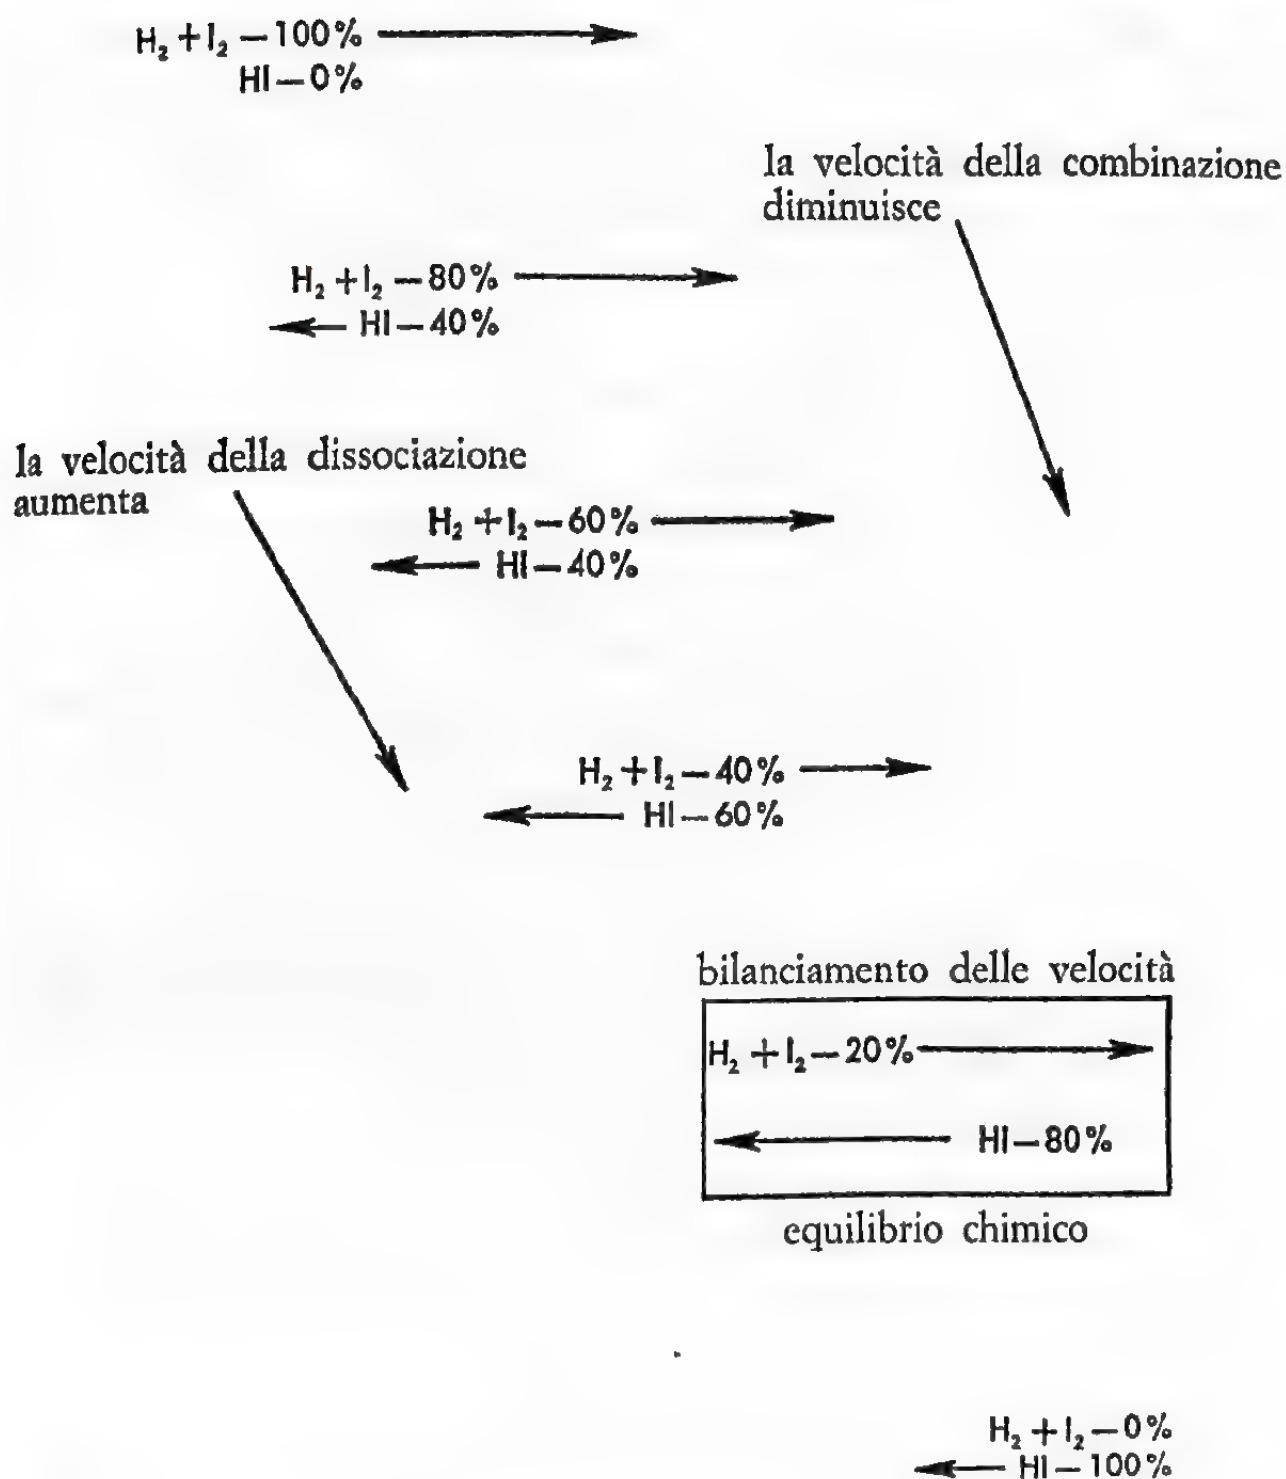 H₂ + I₂ — 100%
HI — 0%
la velocità della combinazione
diminuisce
H₂ + I₂ — 80%
HI — 40%
la velocità della dissociazione
aumenta
H₂ + I₂ — 60%
HI — 40%
H₂ + I₂ — 40%
HI — 60%
bilanciamento delle velocità
H₂ + I₂ — 20%
HI — 80%
equilibrio chimico
H₂ + I₂ — 0%
HI — 100%